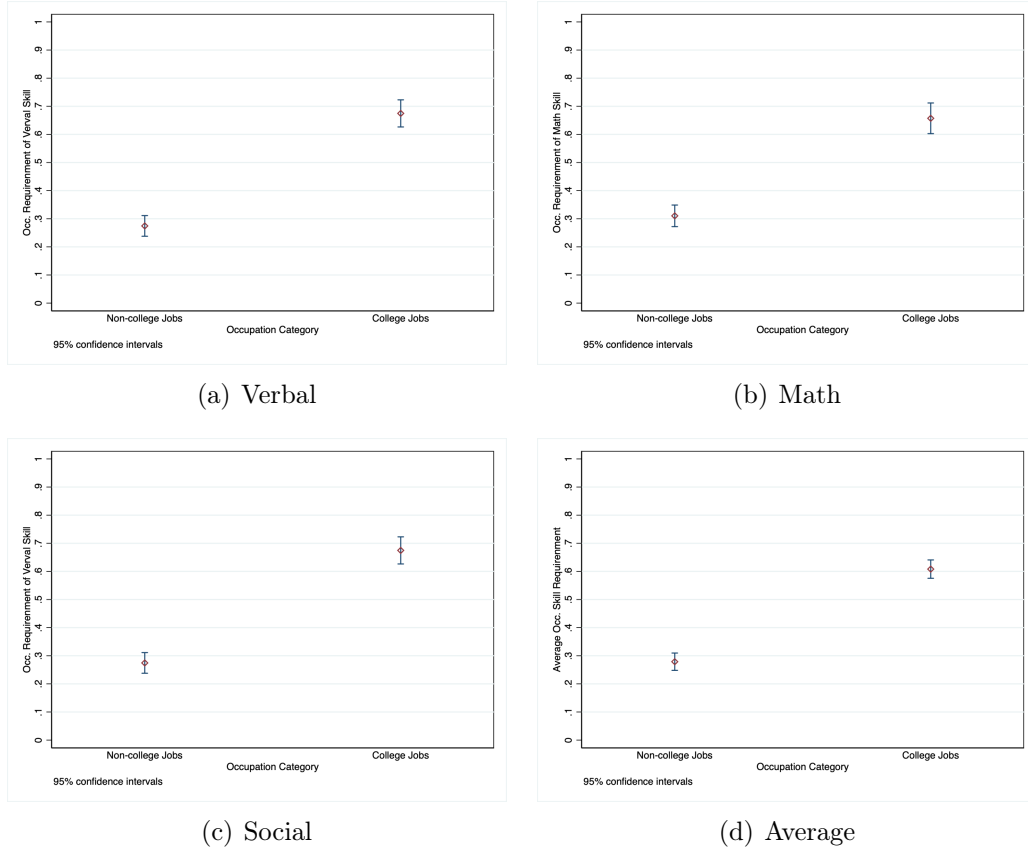 Occ. Requirenment of Verval Skill
1
.9
.8
.7
.6
.5
.4
.3
.2
.1
0
Non-college Jobs College Jobs
Occupation Category
95% confidence intervals
(a) Verbal
Occ. Requirenment of Math Skill
1
.9
.8
.7
.6
.5
.4
.3
.2
.1
0
Non-college Jobs College Jobs
Occupation Category
95% confidence intervals
(b) Math
Occ. Requirenment of Verval Skill
1
.9
.8
.7
.6
.5
.4
.3
.2
.1
0
Non-college Jobs College Jobs
Occupation Category
95% confidence intervals
(c) Social
Average Occ. Skill Requirenment
1
.9
.8
.7
.6
.5
.4
.3
.2
.1
0
Non-college Jobs College Jobs
Occupation Category
95% confidence intervals
(d) Average